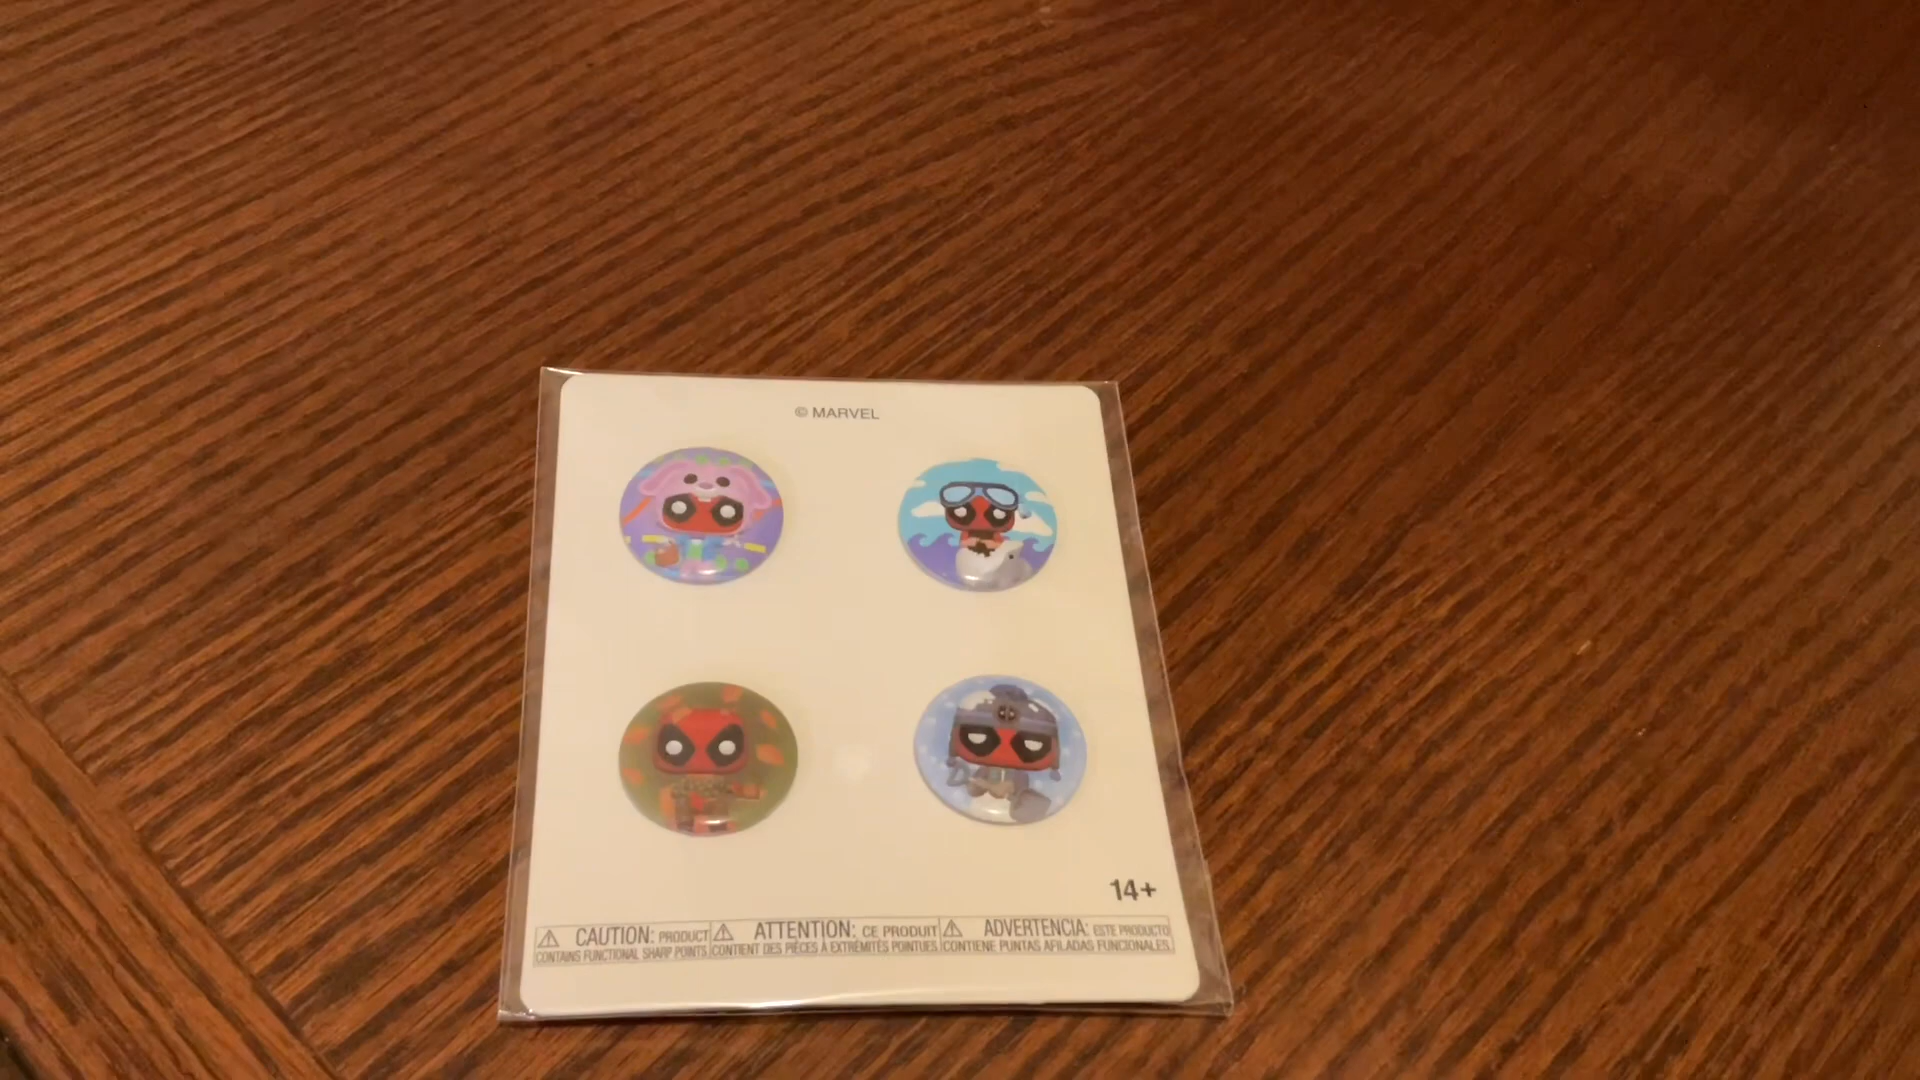 © MARVEL
14+
⚠ CAUTION: PRODUCT
CONTAINS FUNCTIONAL SHARP POINTS.
⚠ ATTENTION: CE PRODUIT
CONTIENT DES PIÈCES À EXTRÉMITÉS POINTUES.
⚠ ADVERTENCIA: ESTE PRODUCTO
CONTIENE PUNTAS AFILADAS FUNCIONALES.